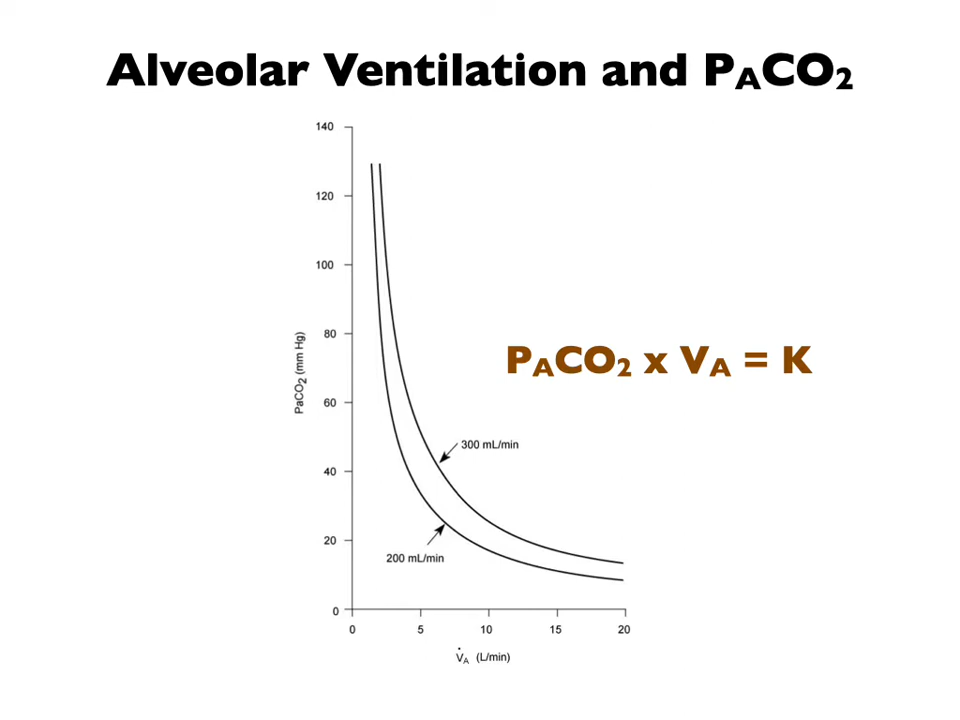 Alveolar Ventilation and PACO2
140
120
100
80
60
40
20
0
PaCO2 (mm Hg)
PACO2 x VA = K
300 mL/min
200 mL/min
0 5 10 15 20
V̇A (L/min)